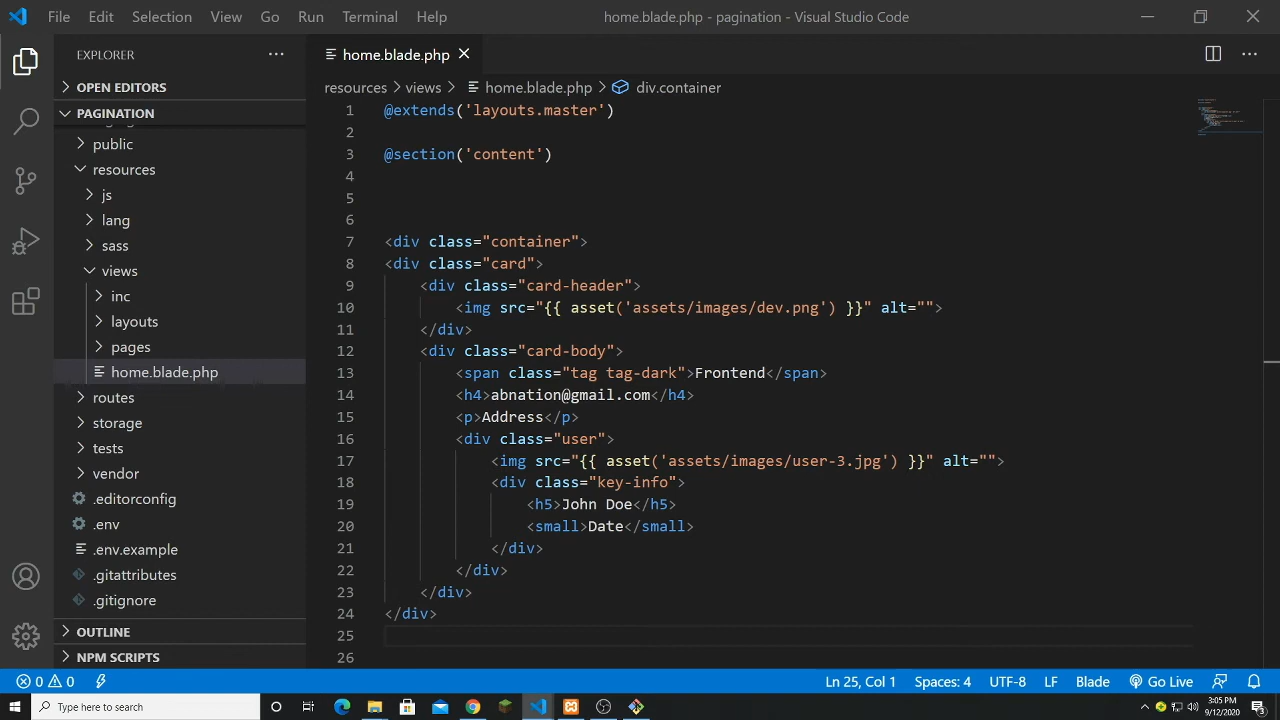 File Edit Selection View Go Run Terminal Help home.blade.php - pagination - Visual Studio Code
EXPLORER
OPEN EDITORS
PAGINATION
public
resources
js
lang
sass
views
inc
layouts
pages
home.blade.php
routes
storage
tests
vendor
.editorconfig
.env
.env.example
.gitattributes
.gitignore
OUTLINE
NPM SCRIPTS
home.blade.php
resources > views > home.blade.php > div.container
1 @extends('layouts.master')
2
3 @section('content')
4
5
6
7 <div class="container">
8 <div class="card">
9 <div class="card-header">
10 <img src="{{ asset('assets/images/dev.png') }}" alt="">
11 </div>
12 <div class="card-body">
13 <span class="tag tag-dark">Frontend</span>
14 <h4>abnation@gmail.com</h4>
15 <p>Address</p>
16 <div class="user">
17 <img src="{{ asset('assets/images/user-3.jpg') }}" alt="">
18 <div class="key-info">
19 <h5>John Doe</h5>
20 <small>Date</small>
21 </div>
22 </div>
23 </div>
24 </div>
25
26
0 0 Ln 25, Col 1 Spaces: 4 UTF-8 LF Blade Go Live
Type here to search
3:05 PM
9/12/2020